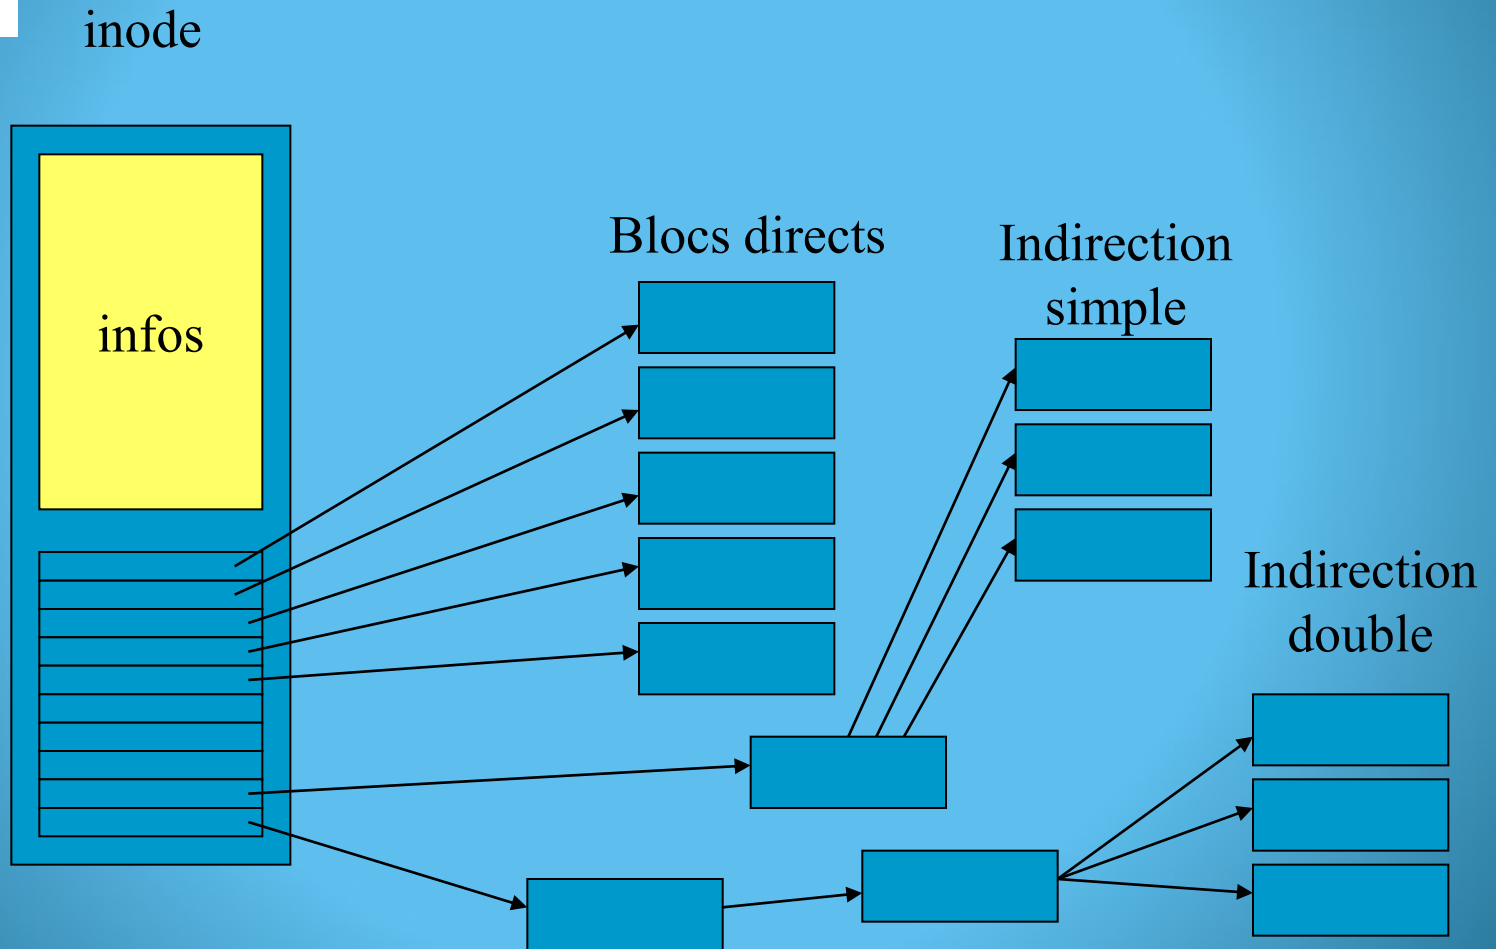 inode
infos
Blocs directs
Indirection
simple
Indirection
double